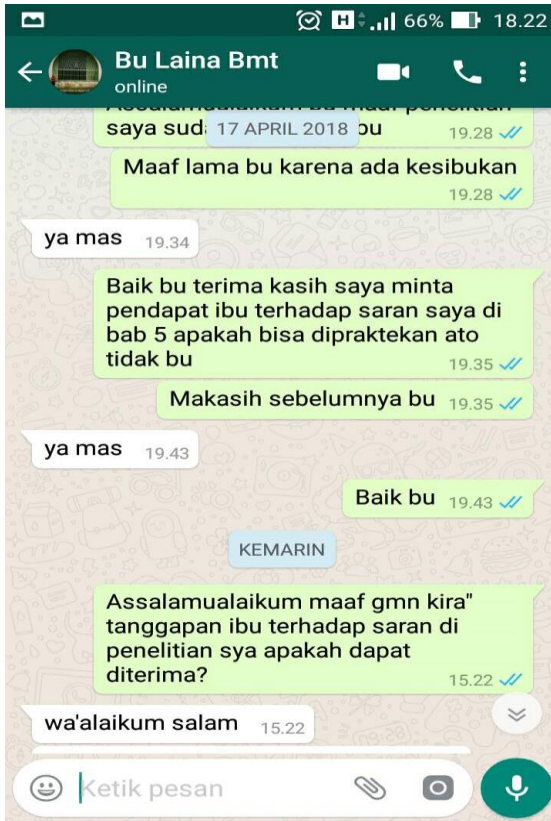 H 66% 18.22
Bu Laina Bmt
online
saya 17 APRIL 2018 bu 19.28
Maaf lama bu karena ada kesibukan
19.28
ya mas 19.34
Baik bu terima kasih saya minta
pendapat ibu terhadap saran saya di
bab 5 apakah bisa dipraktekan ato
tidak bu 19.35
Makasih sebelumnya bu 19.35
ya mas 19.43
Baik bu 19.43
KEMARIN
Assalamualaikum maaf gmn kira"
tanggapan ibu terhadap saran di
penelitian sya apakah dapat
diterima? 15.22
wa'alaikum salam 15.22
Ketik pesan